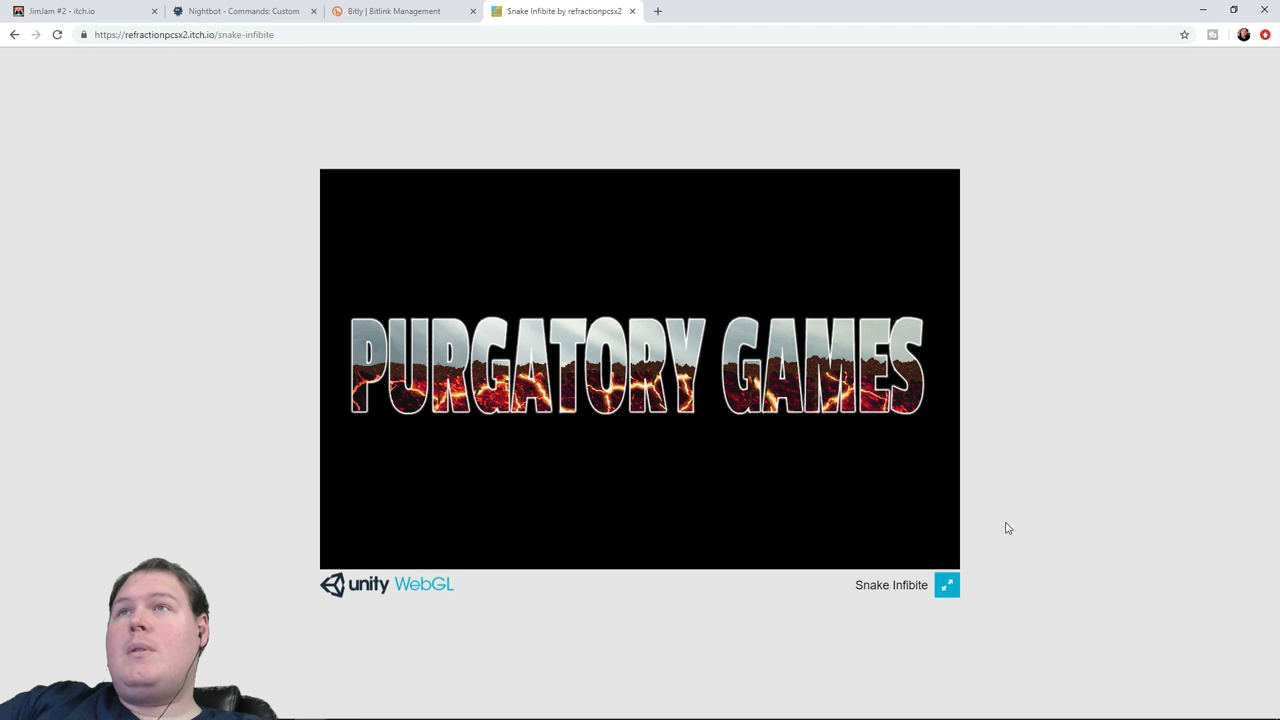 JimJam #2 - itch.io
Nightbot - Commands: Custom
Bitly | Bitlink Management
Snake Infibite by refractionpcsx2
https://refractionpcsx2.itch.io/snake-infibite
PURGATORY GAMES
unity WebGL
Snake Infibite